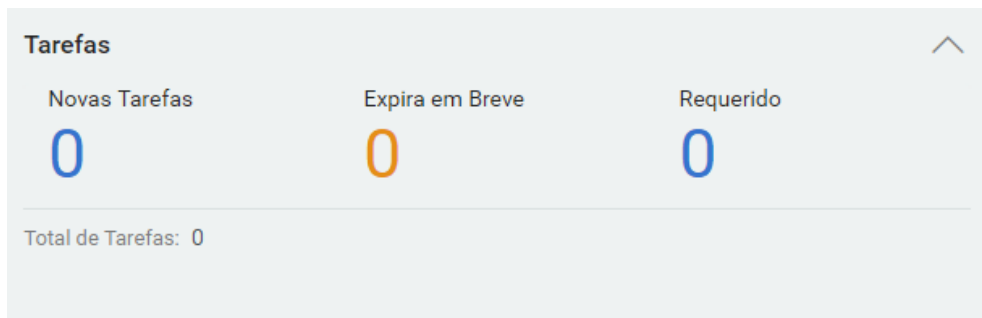 Tarefas
Novas Tarefas Expira em Breve Requerido
0 0 0
Total de Tarefas: 0